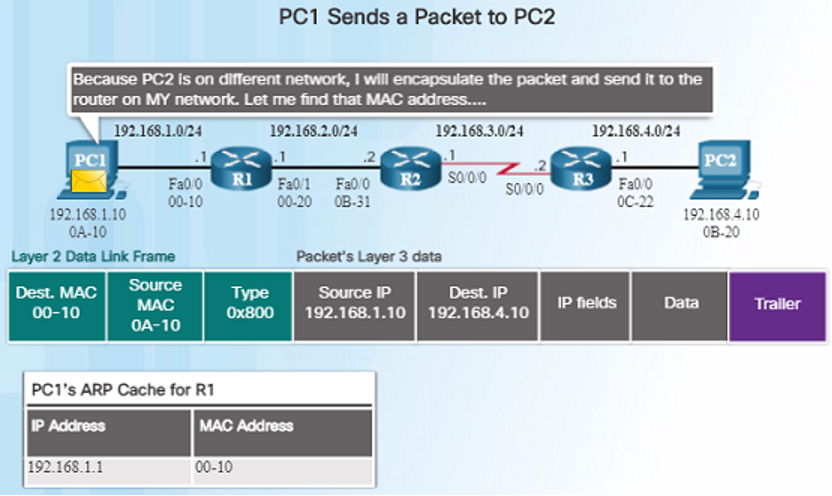 PC1 Sends a Packet to PC2
Because PC2 is on different network, I will encapsulate the packet and send it to the
router on MY network. Let me find that MAC address....
192.168.1.0/24
192.168.2.0/24
192.168.3.0/24
192.168.4.0/24
PC1
.1
R1
.1
.2
R2
.1
S0/0/0
.2
S0/0/0
R3
.1
PC2
Fa0/0
00-10
Fa0/1
00-20
Fa0/0
0B-31
Fa0/0
0C-22
192.168.1.10
0A-10
192.168.4.10
0B-20
Layer 2 Data Link Frame
Packet's Layer 3 data
Dest. MAC
00-10
Source
MAC
0A-10
Type
0x800
Source IP
192.168.1.10
Dest. IP
192.168.4.10
IP fields
Data
Trailer
PC1's ARP Cache for R1
IP Address
MAC Address
192.168.1.1
00-10